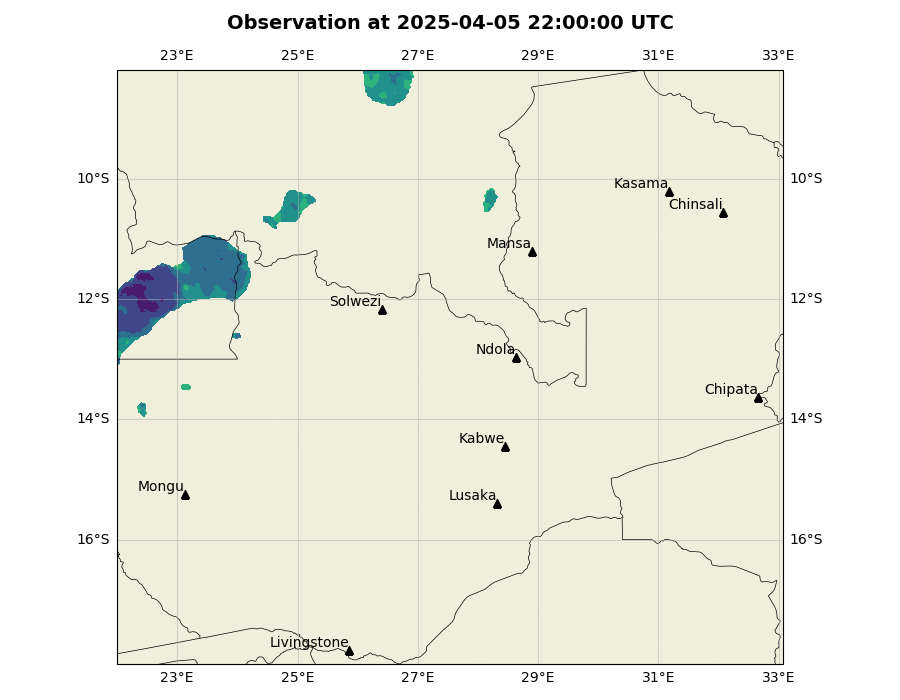 Observation at 2025-04-05 22:00:00 UTC
23°E 25°E 27°E 29°E 31°E 33°E
10°S 10°S
Kasama
Chinsali
Mansa
12°S 12°S
Solwezi
Ndola
Chipata
14°S 14°S
Kabwe
Mongu
Lusaka
16°S 16°S
Livingstone
23°E 25°E 27°E 29°E 31°E 33°E